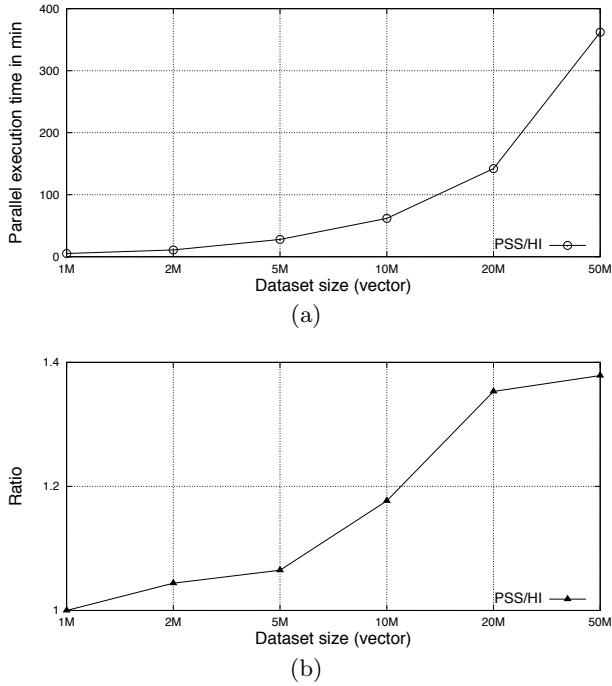 400
300
200
100
0
Parallel execution time in min
PSS/HI
1M 2M 5M 10M 20M 50M
Dataset size (vector)
(a)
1.4
1.2
1
Ratio
PSS/HI
1M 2M 5M 10M 20M 50M
Dataset size (vector)
(b)